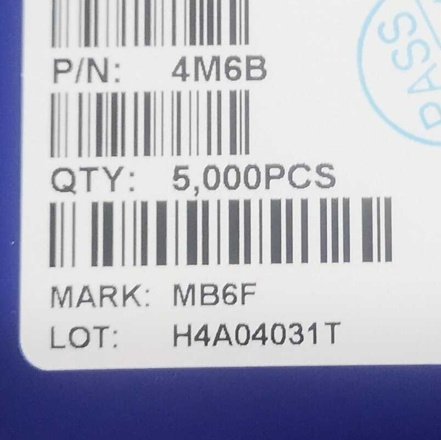 P/N: 4M6B
PASS
QTY: 5,000PCS
MARK: MB6F
LOT: H4A04031T